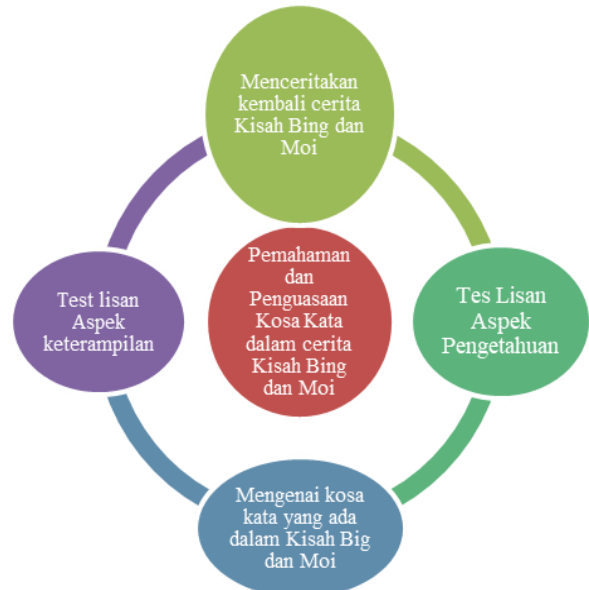 Menceritakan
kembali cerita
Kisah Bing dan
Moi
Pemahaman
dan
Penguasaan
Kosa Kata
dalam cerita
Kisah Bing
dan Moi
Test lisan
Aspek
keterampilan
Tes Lisan
Aspek
Pengetahuan
Mengenai kosa
kata yang ada
dalam Kisah Big
dan Moi